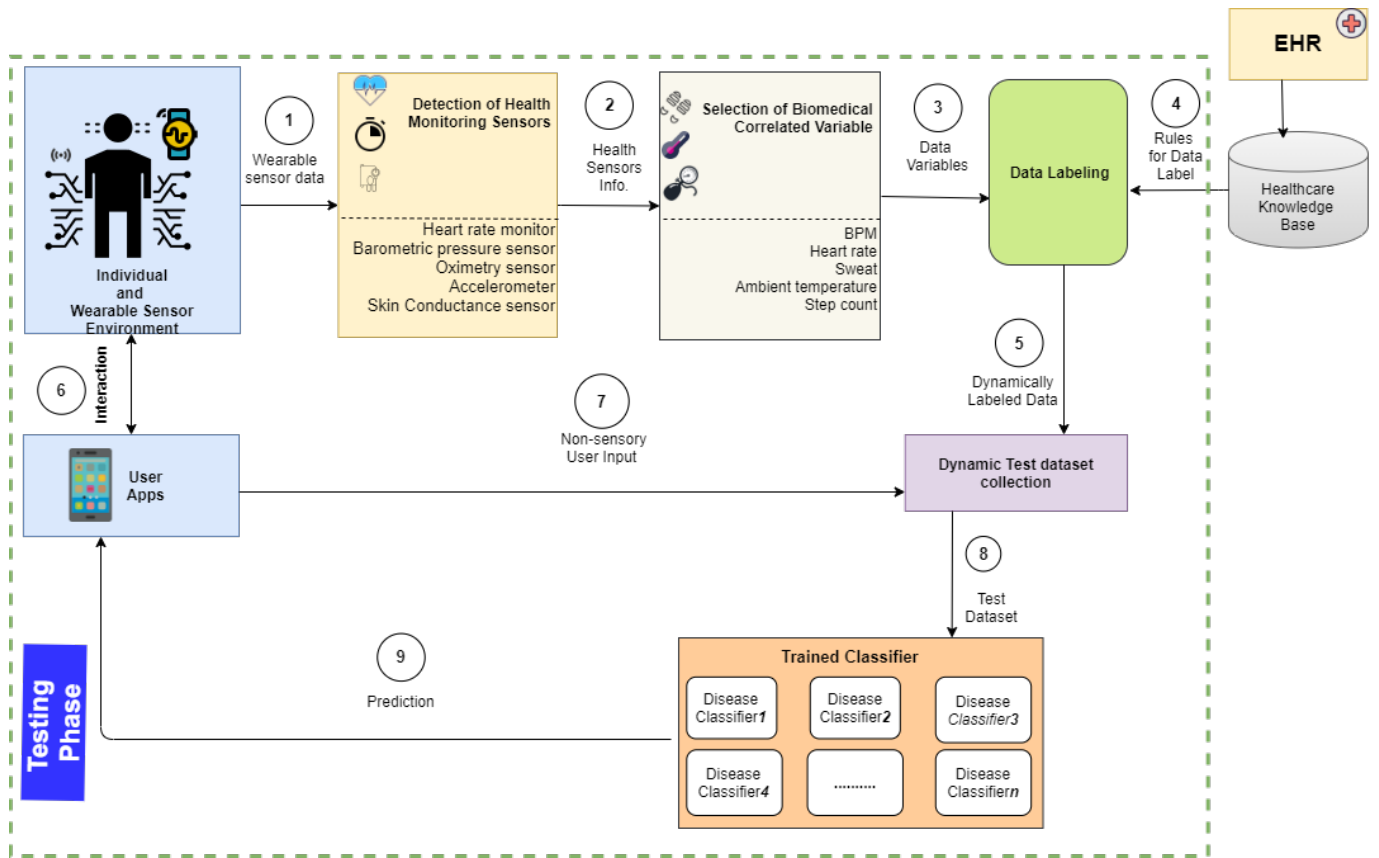 EHR
Healthcare
Knowledge
Base
Individual
and
Wearable Sensor
Environment
1
Wearable
sensor data
Detection of Health
Monitoring Sensors
Heart rate monitor
Barometric pressure sensor
Oximetry sensor
Accelerometer
Skin Conductance sensor
2
Health
Sensors
Info.
Selection of Biomedical
Correlated Variable
BPM
Heart rate
Sweat
Ambient temperature
Step count
3
Data
Variables
Data Labeling
4
Rules
for Data
Label
5
Dynamically
Labeled Data
6
Interaction
User
Apps
7
Non-sensory
User Input
Dynamic Test dataset
collection
8
Test
Dataset
Trained Classifier
Disease
Classifier1
Disease
Classifier2
Disease
Classifier3
Disease
Classifier4
..........
Disease
Classifiern
9
Prediction
Testing
Phase